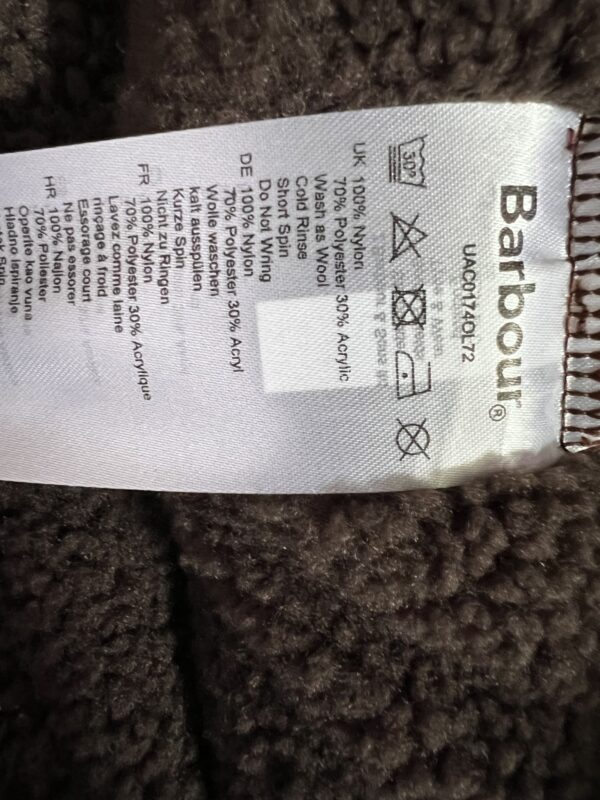 Barbour®
UAC0174OL72
30°
UK 100% Nylon
70% Polyester 30% Acrylic
Wash as Wool
Cold Rinse
Short Spin
Do Not Wring
DE 100% Nylon
70% Polyester 30% Acryl
Wolle waschen
kalt ausspülen
Kurze Spin
Nicht zu Ringen
FR 100% Nylon
70% Polyester 30% Acrylique
Lavez comme laine
rinçage à froid
Essorage court
Ne pas essorer
HR 100% Najlon
70% Poliester
Operite kao vuna
Hladno ispiranje